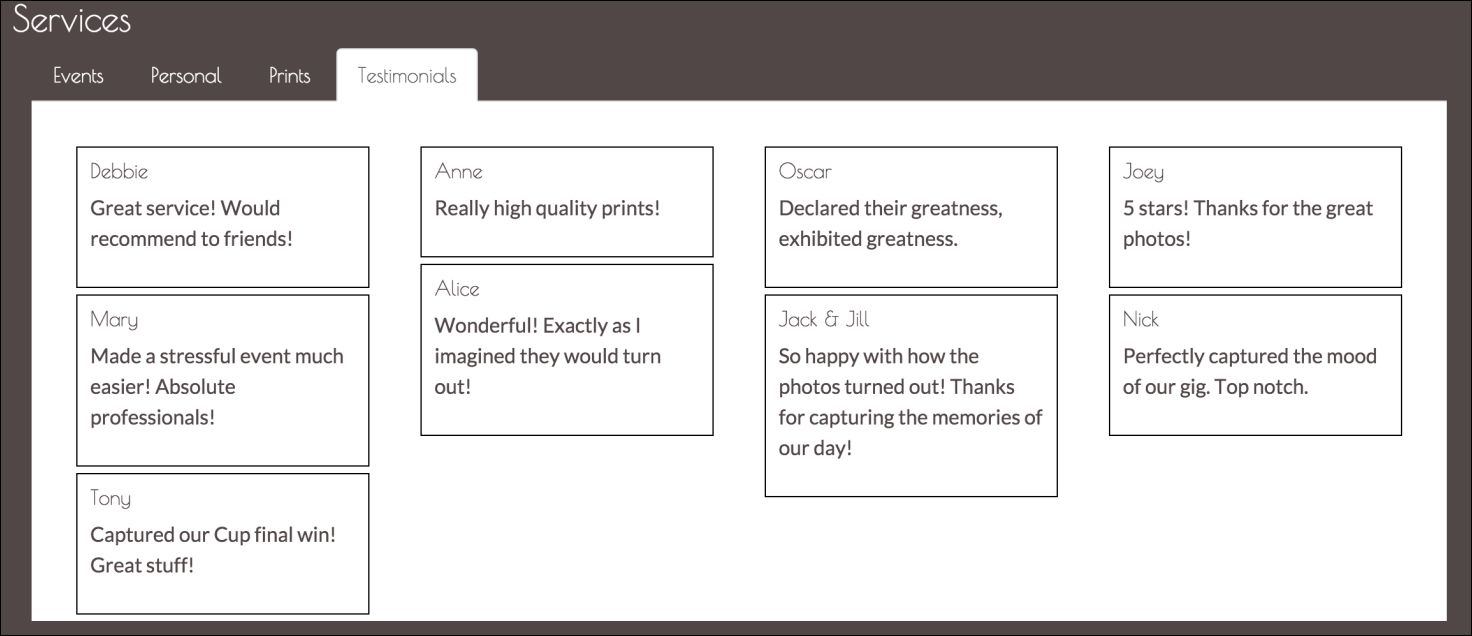 Services
Events
Personal
Prints
Testimonials
Debbie
Great service! Would
recommend to friends!
Mary
Made a stressful event much
easier! Absolute
professionals!
Tony
Captured our Cup final win!
Great stuff!
Anne
Really high quality prints!
Alice
Wonderful! Exactly as I
imagined they would turn
out!
Oscar
Declared their greatness,
exhibited greatness.
Jack & Jill
So happy with how the
photos turned out! Thanks
for capturing the memories of
our day!
Joey
5 stars! Thanks for the great
photos!
Nick
Perfectly captured the mood
of our gig. Top notch.